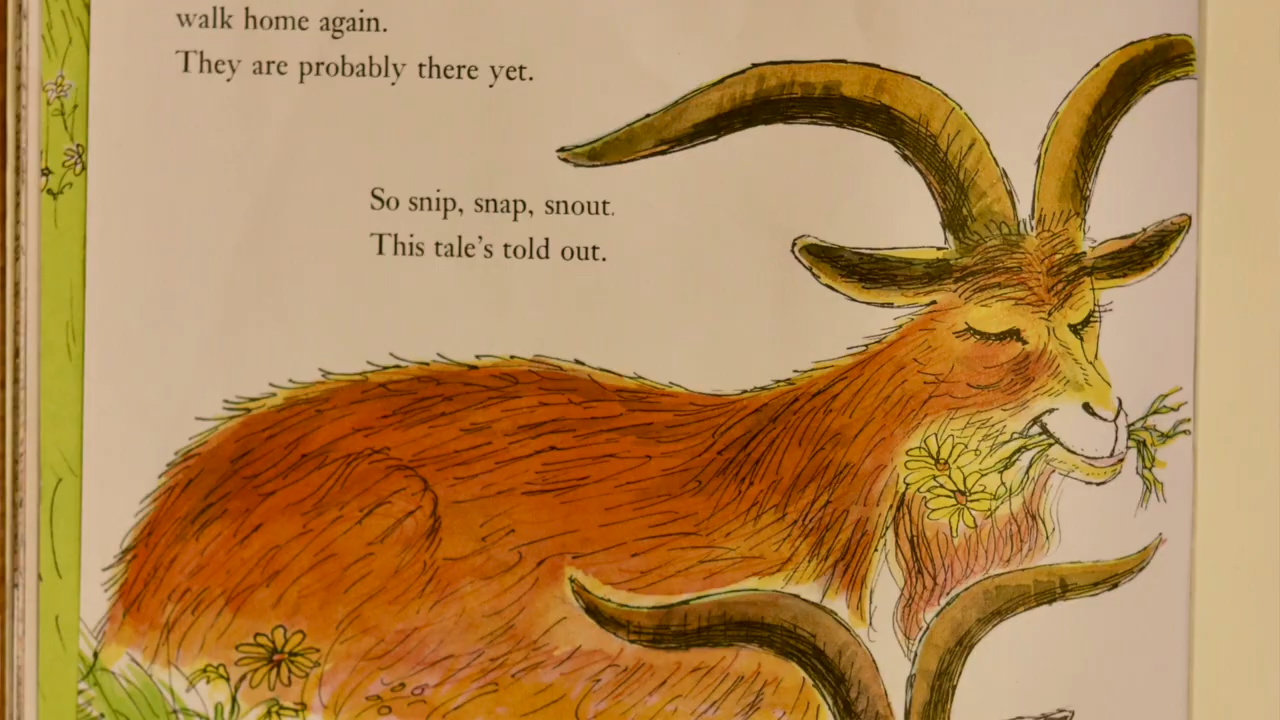 walk home again.
They are probably there yet.
So snip, snap, snout.
This tale's told out.